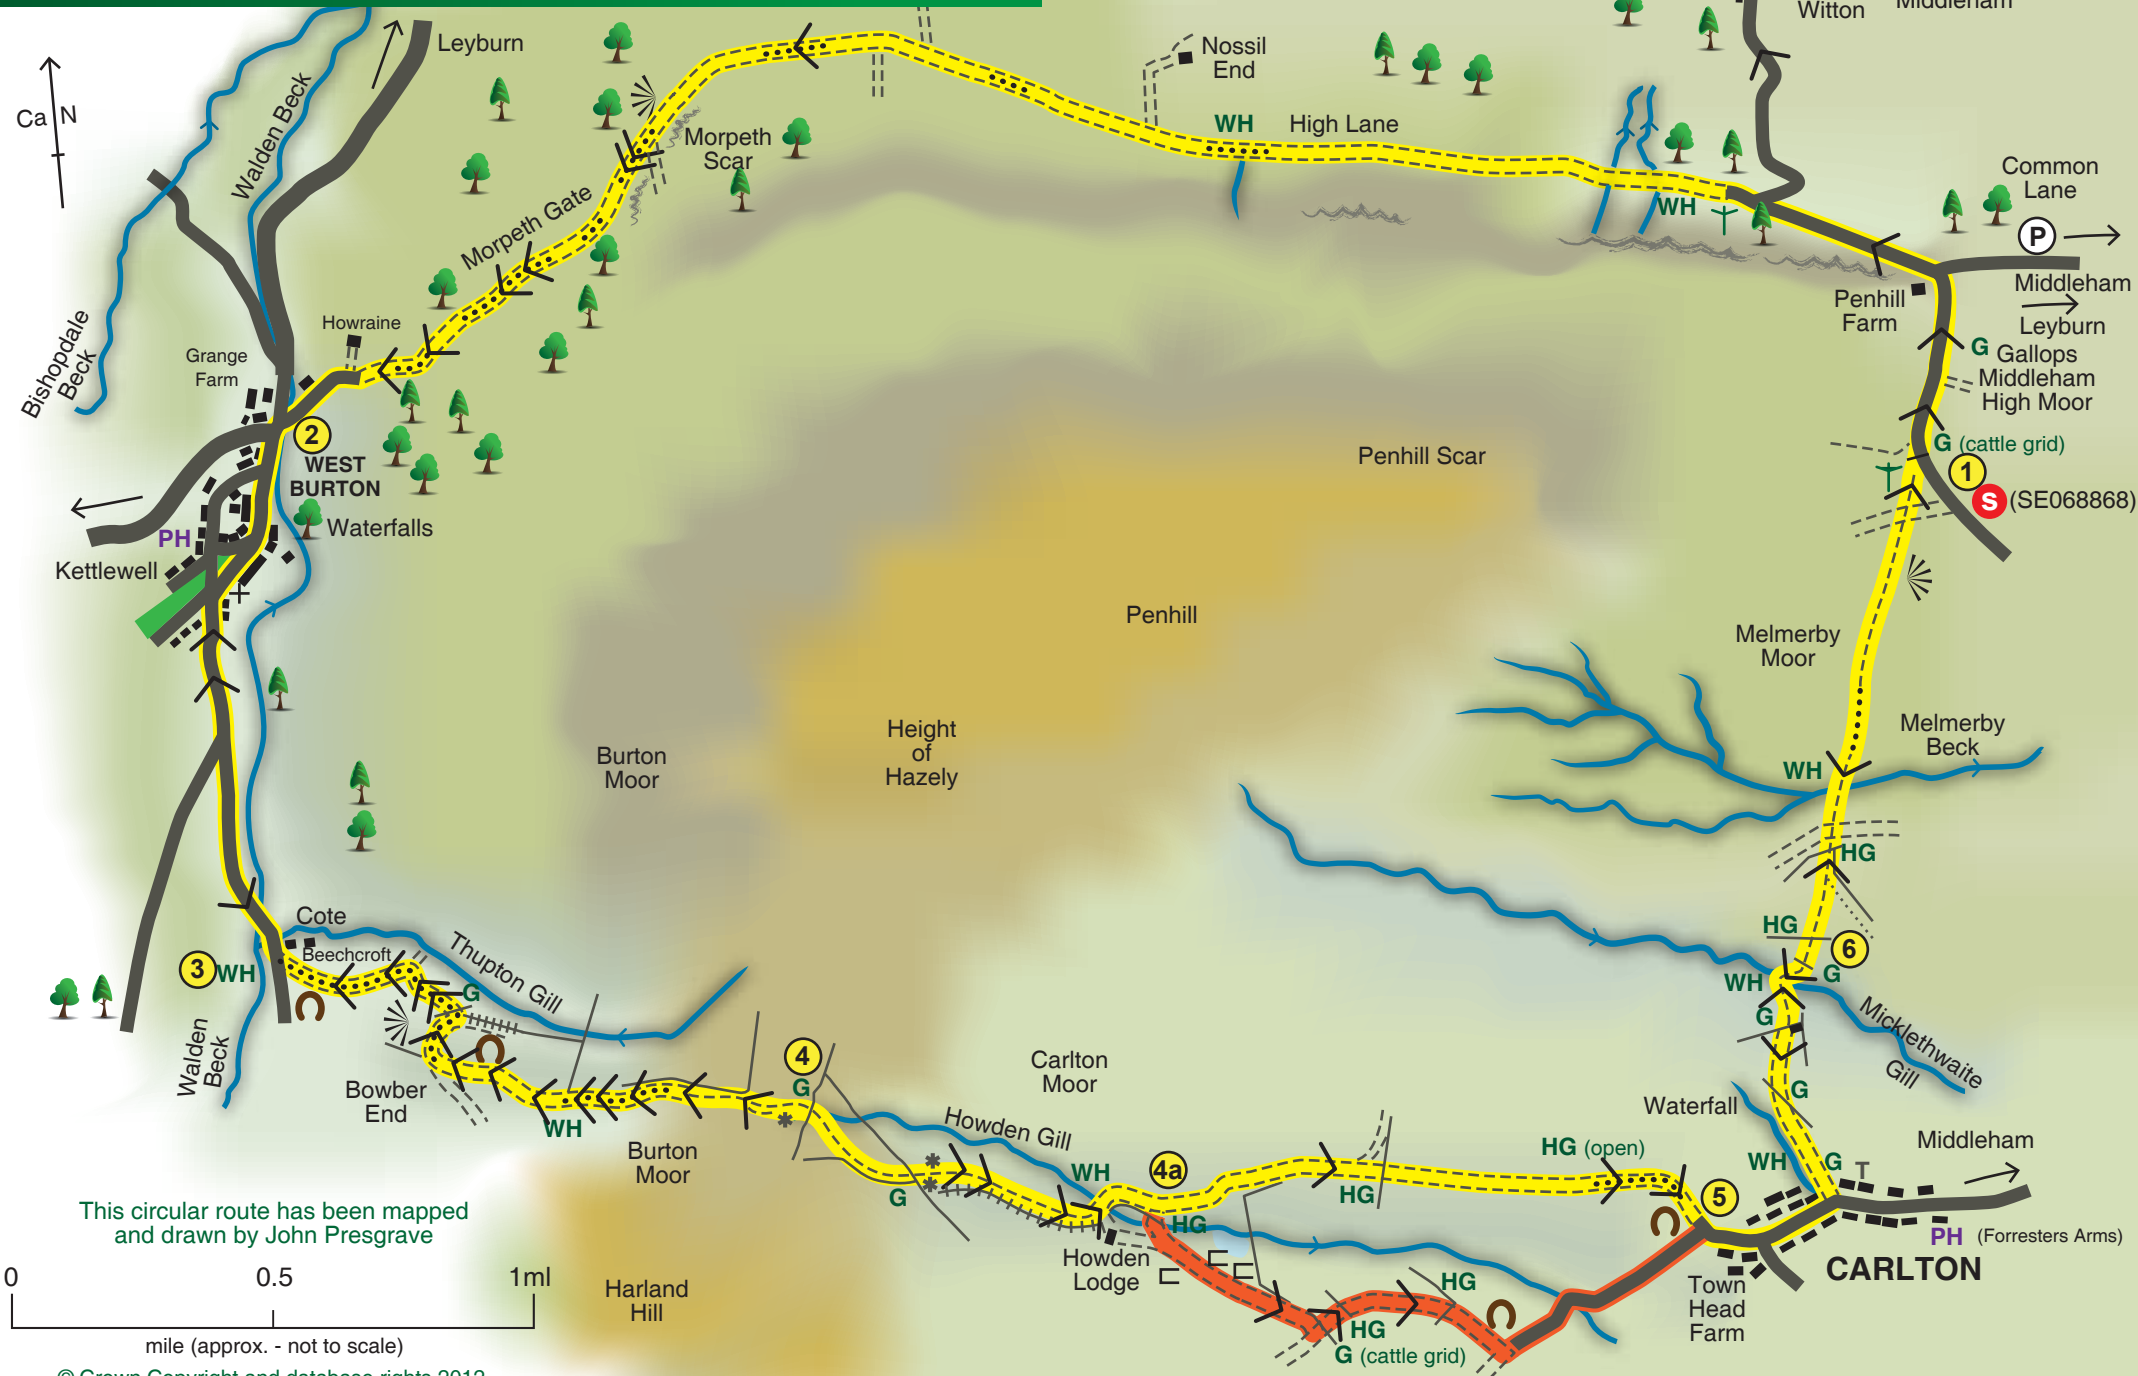 Leyburn
Witton
Ca N
Walden Beck
Nossil
End
WH
High Lane
Morpeth
Scar
Common
Lane
P
Morpeth Gate
WH
Middleham
Penhill
Farm
Leyburn
G Gallops
Middleham
High Moor
Bishopdale
Beck
Howraine
Grange
Farm
2
WEST
BURTON
Waterfalls
PH
Kettlewell
Penhill Scar
G (cattle grid)
1
S (SE068868)
Penhill
Melmerby
Moor
Height
of
Hazely
Burton
Moor
Melmerby
Beck
WH
HG
Cote
Beechcroft
Thupton Gill
3 WH
G
HG
6
WH
G
G
Micklethwaite
Gill
Walden
Beck
Bowber
End
4
G
Carlton
Moor
G
WH
Burton
Moor
Howden Gill
Waterfall
WH
4a
HG (open)
WH
G
T
Middleham
HG
G
5
HG
PH (Forresters Arms)
CARLTON
Howden
Lodge
Town
Head
Farm
HG
HG
G (cattle grid)
Harland
Hill
This circular route has been mapped
and drawn by John Presgrave
0 0.5 1ml
mile (approx. - not to scale)